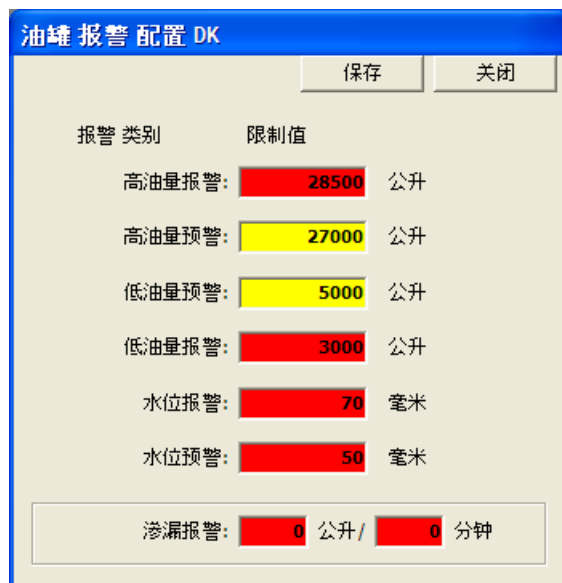 油罐 报警 配置 DK
保存 关闭
报警 类别 限制值
高油量报警: 28500 公升
高油量预警: 27000 公升
低油量预警: 5000 公升
低油量报警: 3000 公升
水位报警: 70 毫米
水位预警: 50 毫米
渗漏报警: 0 公升/ 0 分钟